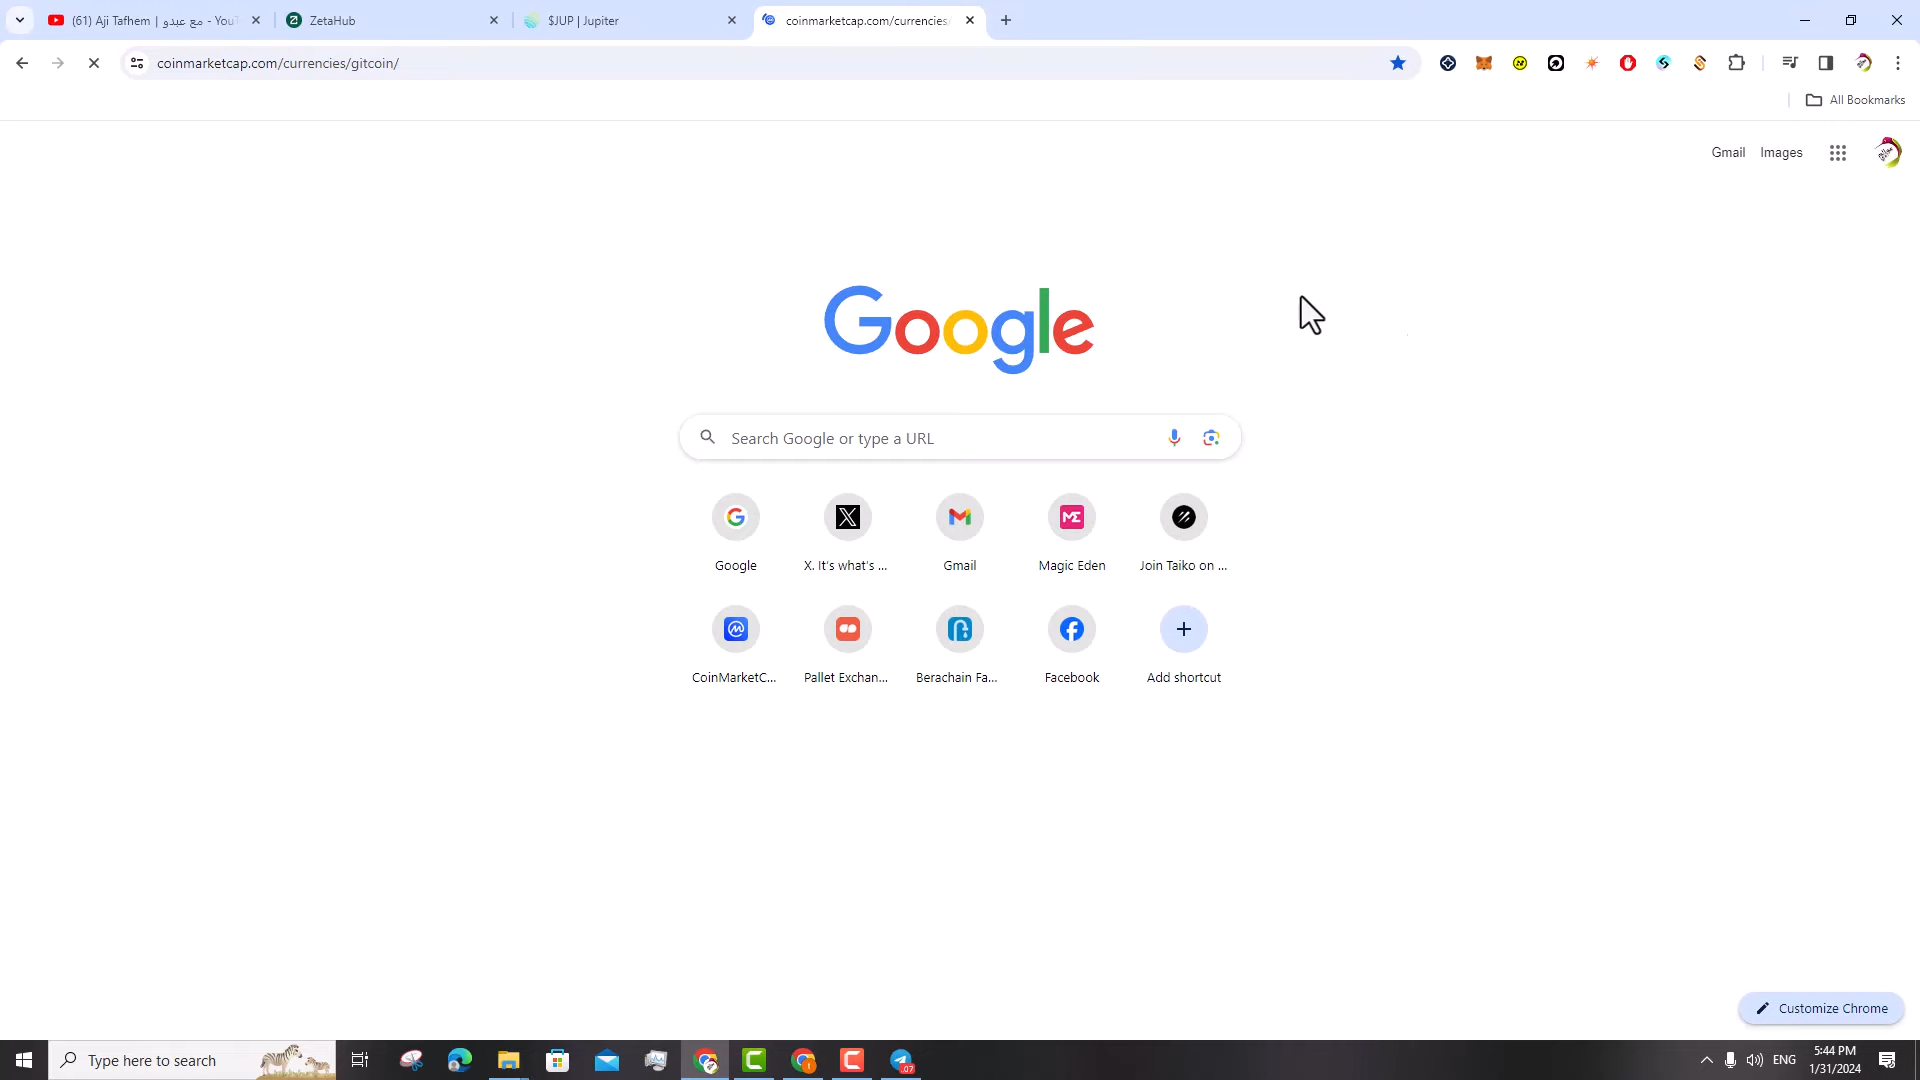 (61) Aji Tafhem | مع عبدو - YouT
ZetaHub
$JUP | Jupiter
coinmarketcap.com/currencies
coinmarketcap.com/currencies/gitcoin/
All Bookmarks
Gmail
Images
Google
Search Google or type a URL
Google
X. It's what's ...
Gmail
Magic Eden
Join Taiko on ...
CoinMarketC...
Pallet Exchan...
Berachain Fa...
Facebook
Add shortcut
Customize Chrome
Type here to search
ENG
5:44 PM
1/31/2024